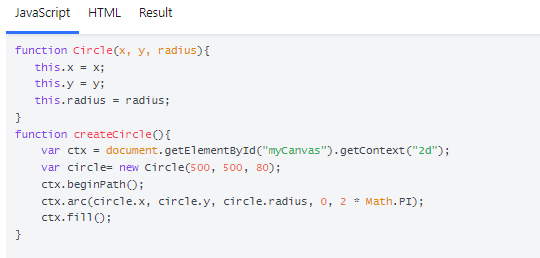 JavaScript HTML Result
function Circle(x, y, radius){
this.x = x;
this.y = y;
this.radius = radius;
}
function createCircle(){
var ctx = document.getElementById("myCanvas").getContext("2d");
var circle= new Circle(500, 500, 80);
ctx.beginPath();
ctx.arc(circle.x, circle.y, circle.radius, 0, 2 * Math.PI);
ctx.fill();
}